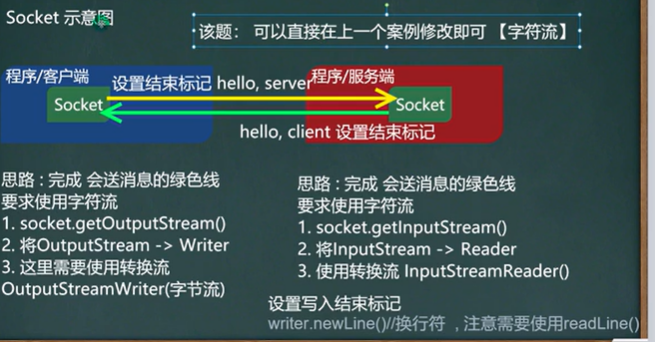 Socket 示意图
该题： 可以直接在上一个案例修改即可 【字符流】
程序/客户端
设置结束标记 hello, server
程序/服务端
Socket
Socket
hello, client 设置结束标记
思路 : 完成 会送消息的绿色线
要求使用字符流
1. socket.getOutputStream()
2. 将OutputStream -> Writer
3. 这里需要使用转换流
OutputStreamWriter(字节流)
思路 : 完成 会送消息的绿色线
要求使用字符流
1. socket.getInputStream()
2. 将InputStream -> Reader
3. 使用转换流 InputStreamReader()
设置写入结束标记
writer.newLine()//换行符 , 注意需要使用readLine()